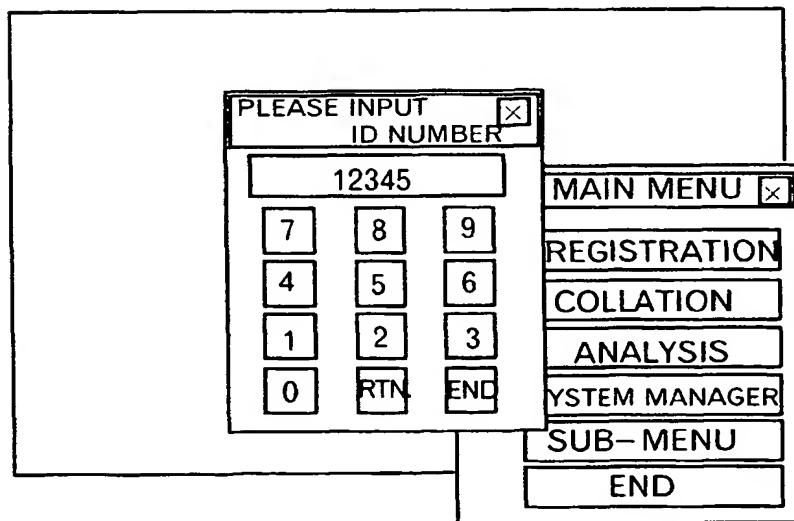 PLEASE INPUT
ID NUMBER
12345
7 8 9
4 5 6
1 2 3
0 RTN. END
MAIN MENU
REGISTRATION
COLLATION
ANALYSIS
YSTEM MANAGER
SUB-MENU
END